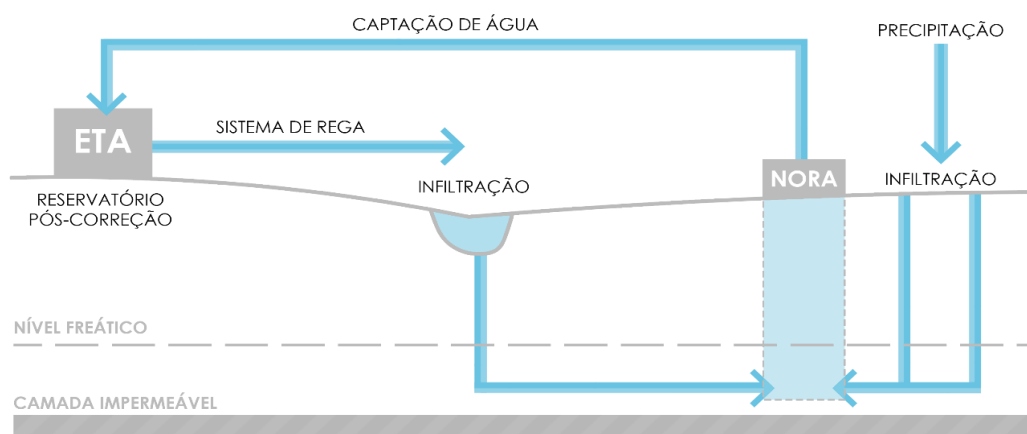 CAPTAÇÃO DE ÁGUA
PRECIPITAÇÃO
ETA
SISTEMA DE REGA
RESERVATÓRIO
PÓS-CORREÇÃO
INFILTRAÇÃO
NORA
INFILTRAÇÃO
NÍVEL FREÁTICO
CAMADA IMPERMEÁVEL